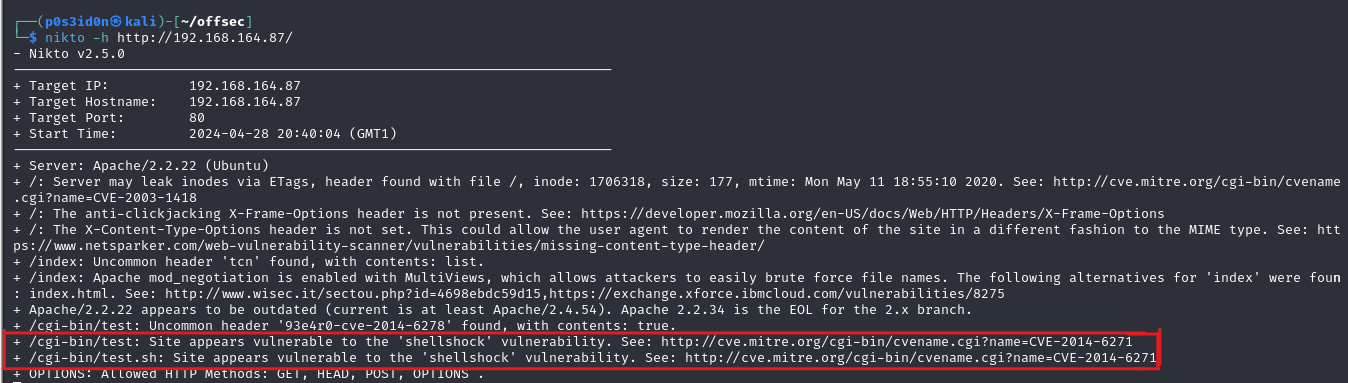 ┌──(p0s3id0n㉿kali)-[~/offsec]
└─$ nikto -h http://192.168.164.87/
- Nikto v2.5.0
---------------------------------------------------------------------------
+ Target IP:          192.168.164.87
+ Target Hostname:    192.168.164.87
+ Target Port:        80
+ Start Time:         2024-04-28 20:40:04 (GMT1)
---------------------------------------------------------------------------
+ Server: Apache/2.2.22 (Ubuntu)
+ /: Server may leak inodes via ETags, header found with file /, inode: 1706318, size: 177, mtime: Mon May 11 18:55:10 2020. See: http://cve.mitre.org/cgi-bin/cvename
.cgi?name=CVE-2003-1418
+ /: The anti-clickjacking X-Frame-Options header is not present. See: https://developer.mozilla.org/en-US/docs/Web/HTTP/Headers/X-Frame-Options
+ /: The X-Content-Type-Options header is not set. This could allow the user agent to render the content of the site in a different fashion to the MIME type. See: htt
ps://www.netsparker.com/web-vulnerability-scanner/vulnerabilities/missing-content-type-header/
+ /index: Uncommon header 'tcn' found, with contents: list.
+ /index: Apache mod_negotiation is enabled with MultiViews, which allows attackers to easily brute force file names. The following alternatives for 'index' were foun
: index.html. See: http://www.wisec.it/sectou.php?id=4698ebdc59d15,https://exchange.xforce.ibmcloud.com/vulnerabilities/8275
+ Apache/2.2.22 appears to be outdated (current is at least Apache/2.4.54). Apache 2.2.34 is the EOL for the 2.x branch.
+ /cgi-bin/test: Uncommon header '93e4r0-cve-2014-6278' found, with contents: true.
+ /cgi-bin/test: Site appears vulnerable to the 'shellshock' vulnerability. See: http://cve.mitre.org/cgi-bin/cvename.cgi?name=CVE-2014-6271
+ /cgi-bin/test.sh: Site appears vulnerable to the 'shellshock' vulnerability. See: http://cve.mitre.org/cgi-bin/cvename.cgi?name=CVE-2014-6271
+ OPTIONS: Allowed HTTP Methods: GET, HEAD, POST, OPTIONS .